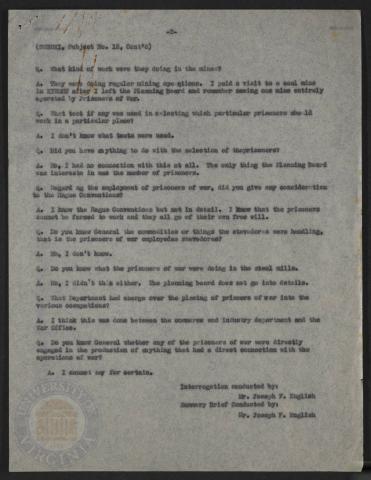 -2-
(SUZUKI, Subject No. 18, Cont'd)
Q. What kind of work were they doing in the mines?
A. They were doing regular mining operations. I paid a visit to a coal mine
in KYUSHU after I left the Planning Board and remember seeing one mine entirely
operated by Prisoners of War.
Q. What test if any was used in selecting which particular prisoners should
work in a particular place?
A. I don't know what tests were used.
Q. Did you have anything to do with the selection of theprisoners?
A. No, I had no connection with this at all. The only thing the Planning Board
was interests in was the number of prisoners.
Q. Regard ng the employment of prisoners of war, did you give any consideration to
the Hague Conventions?
A. I know the Hague Conventions but not in detail. I know that the prisoners
cannot be forced to work and they all go of their own free will.
Q. Do you know General the commodities or things the stevedores were handling,
that is the prisoners of war employedas stevedores?
A. No, I don't know.
Q. Do you know what the prisoners of war were doing in the steel mills.
A. No, I didn't this either. The planning board does not go into details.
Q. What Department had charge over the placing of prisoners of war into the
various occupations?
A. I think this was done between the commerce and industry department and the
War Office.
Q. Do you know General whether any of the prisoners of war were directly
engaged in the production of anything that had a direct connection with the
operations of war?
A. I cannot say for certain.
Interrogation conducted by:
Mr. Joseph F. English
Summary Brief Conducted by:
Mr. Joseph F. English
UNIVERSITY
VIRGINIA